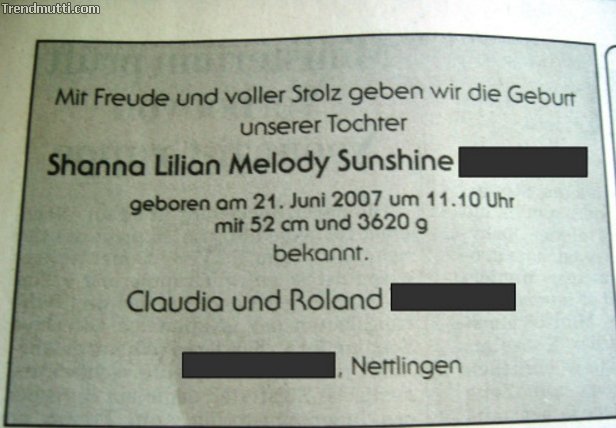 Trendmutti.com
Mit Freude und voller Stolz geben wir die Geburt
unserer Tochter
Shanna Lilian Melody Sunshine
geboren am 21. Juni 2007 um 11.10 Uhr
mit 52 cm und 3620 g
bekannt.
Claudia und Roland
, Nettlingen